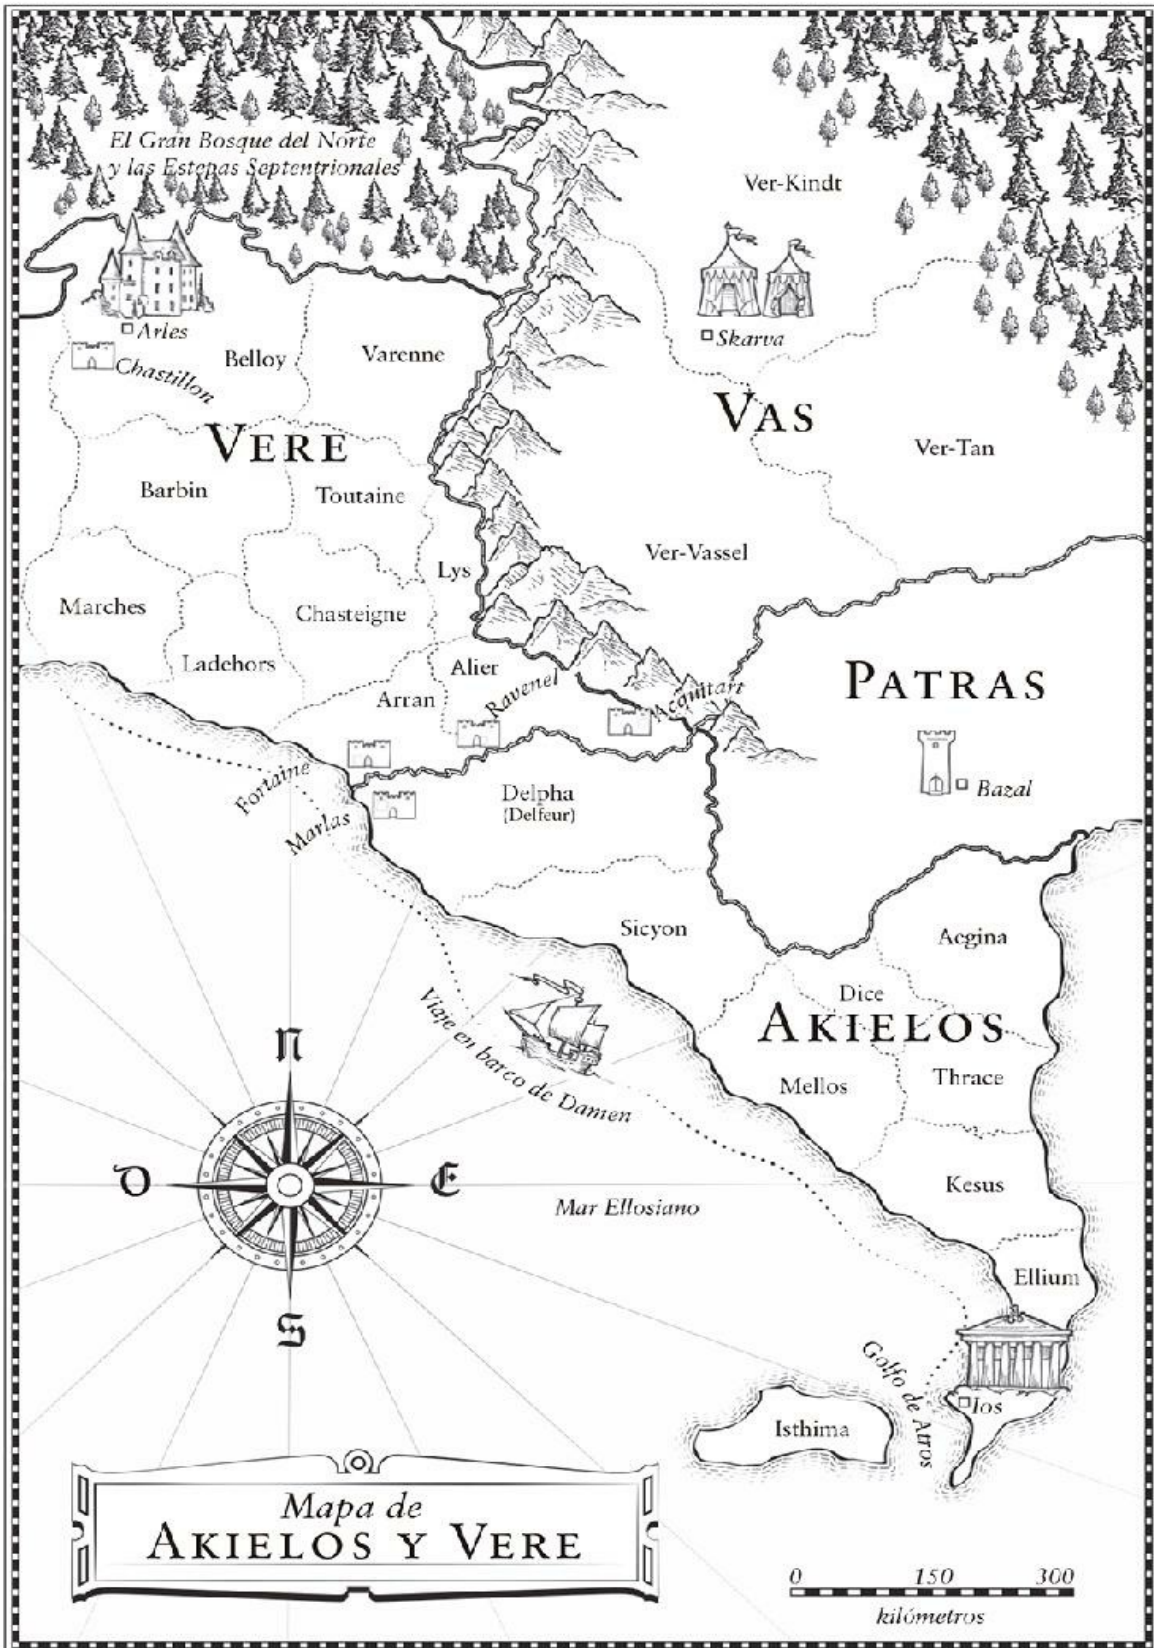 El Gran Bosque del Norte
y las Estepas Septentrionales
Ver-Kindt
Arles
Skarva
Chastillon
Belloy
Varenne
VERE
VAS
Barbin
Toutaine
Ver-Tan
Lys
Ver-Vassel
Marches
Chasteigne
Ladehors
Alier
Arran
Ravenel
Acquitart
PATRAS
Fortaine
Marlas
Delpha
(Delfeur)
Bazal
Sicyon
Aegina
Dice
AKIELOS
Mellos
Thrace
Viaje en barco de Damen
N
O
E
S
Kesus
Mar Ellosiano
Ellium
Golfo de Atros
Ios
Isthima
Mapa de
AKIELOS Y VERE
0 150 300
kilómetros